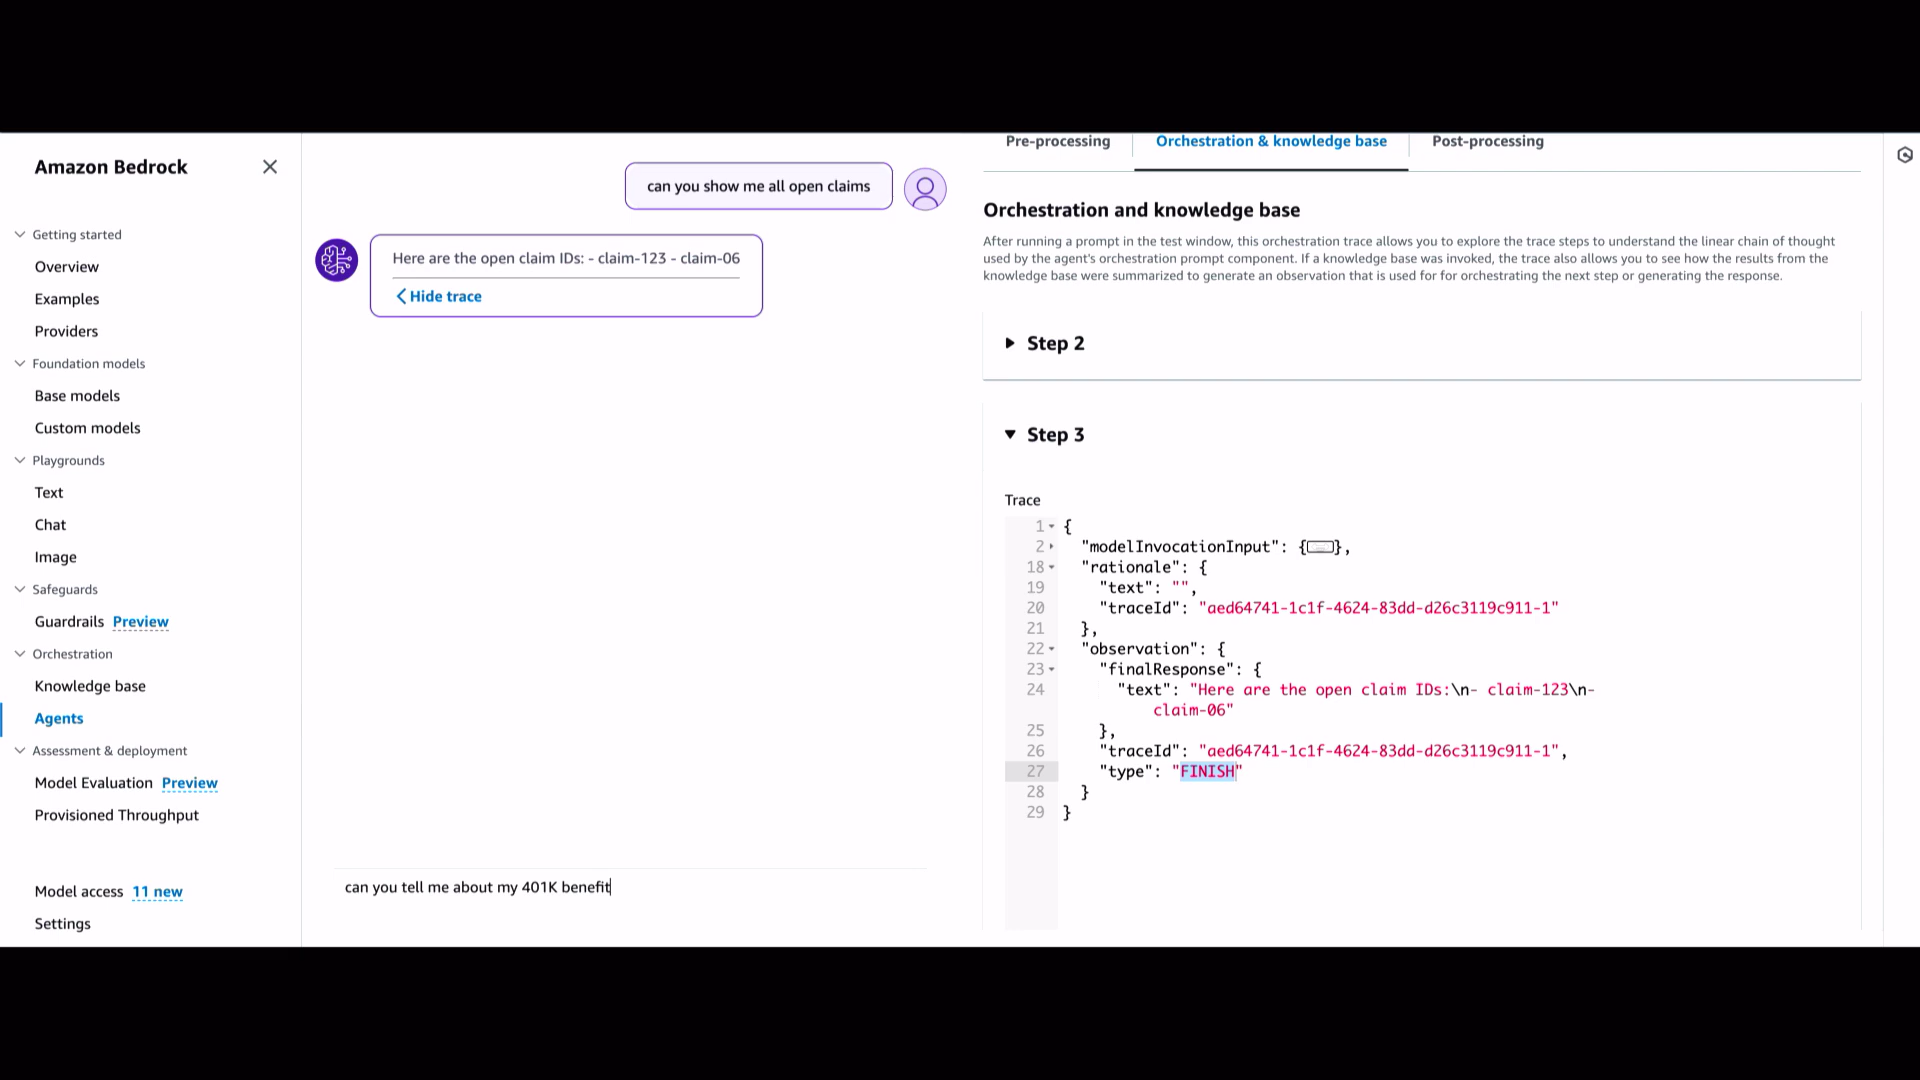 Amazon Bedrock
Getting started
Overview
Examples
Providers
Foundation models
Base models
Custom models
Playgrounds
Text
Chat
Image
Safeguards
Guardrails Preview
Orchestration
Knowledge base
Agents
Assessment & deployment
Model Evaluation Preview
Provisioned Throughput
Model access 11 new
Settings
can you show me all open claims
Here are the open claim IDs: - claim-123 - claim-06
Hide trace
can you tell me about my 401K benefit
Pre-processing
Orchestration & knowledge base
Post-processing
Orchestration and knowledge base
After running a prompt in the test window, this orchestration trace allows you to explore the trace steps to understand the linear chain of thought
used by the agent's orchestration prompt component. If a knowledge base was invoked, the trace also allows you to see how the results from the
knowledge base were summarized to generate an observation that is used for for orchestrating the next step or generating the response.
Step 2
Step 3
Trace
1 {
2 "modelInvocationInput": {},
18 "rationale": {
19 "text": "",
20 "traceId": "aed64741-1c1f-4624-83dd-d26c3119c911-1"
21 },
22 "observation": {
23 "finalResponse": {
24 "text": "Here are the open claim IDs:\n- claim-123\n-
claim-06"
25 },
26 "traceId": "aed64741-1c1f-4624-83dd-d26c3119c911-1",
27 "type": "FINISH"
28 }
29 }